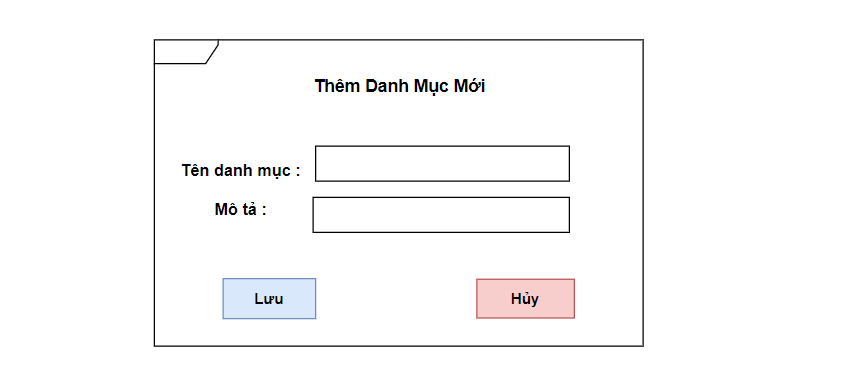 Thêm Danh Mục Mới
Tên danh mục :
Mô tả :
Lưu
Hủy